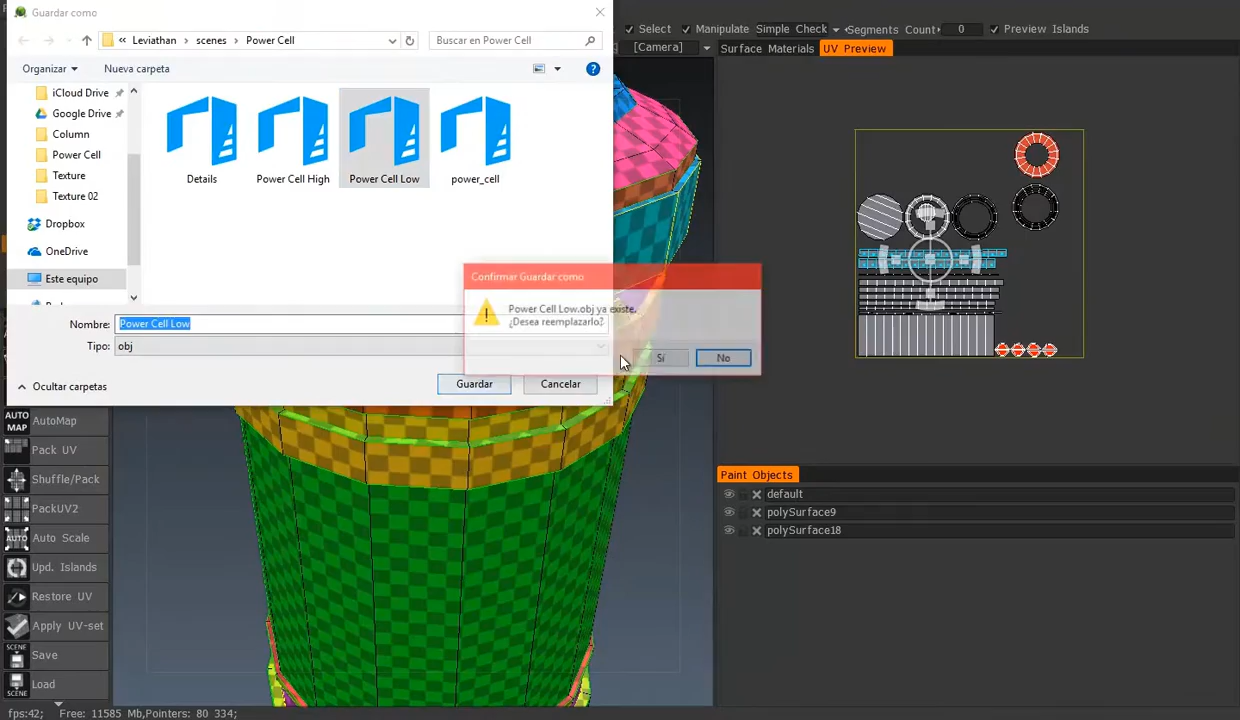 Guardar como
Select
Manipulate
Simple Check
Segments
Count
0
Preview Islands
« Leviathan > scenes > Power Cell
Buscar en Power Cell
[Camera]
Surface Materials
UV Preview
Organizar
Nueva carpeta
iCloud Drive
Google Drive
Column
Power Cell
Texture
Texture 02
Dropbox
OneDrive
Este equipo
Details
Power Cell High
Power Cell Low
power_cell
Confirmar Guardar como
Power Cell Low.obj ya existe.
¿Desea reemplazarlo?
Sí
No
Nombre:
Power Cell Low
Tipo:
obj
Ocultar carpetas
Guardar
Cancelar
AUTO MAP
AutoMap
Pack UV
Shuffle/Pack
PackUV2
AUTO
Auto Scale
Upd. Islands
Restore UV
Apply UV-set
SCENE
Save
Load
SCENE
Paint Objects
default
polySurface9
polySurface18
fps:42; Free: 11585 Mb,Pointers: 80 334;